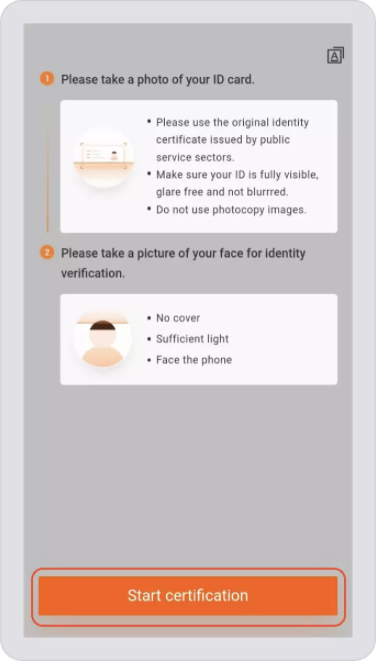 A
1 Please take a photo of your ID card.
▪ Please use the original identity
certificate issued by public
service sectors.
▪ Make sure your ID is fully visible,
glare free and not blurrred.
▪ Do not use photocopy images.
2 Please take a picture of your face for identity
verification.
▪ No cover
▪ Sufficient light
▪ Face the phone
Start certification